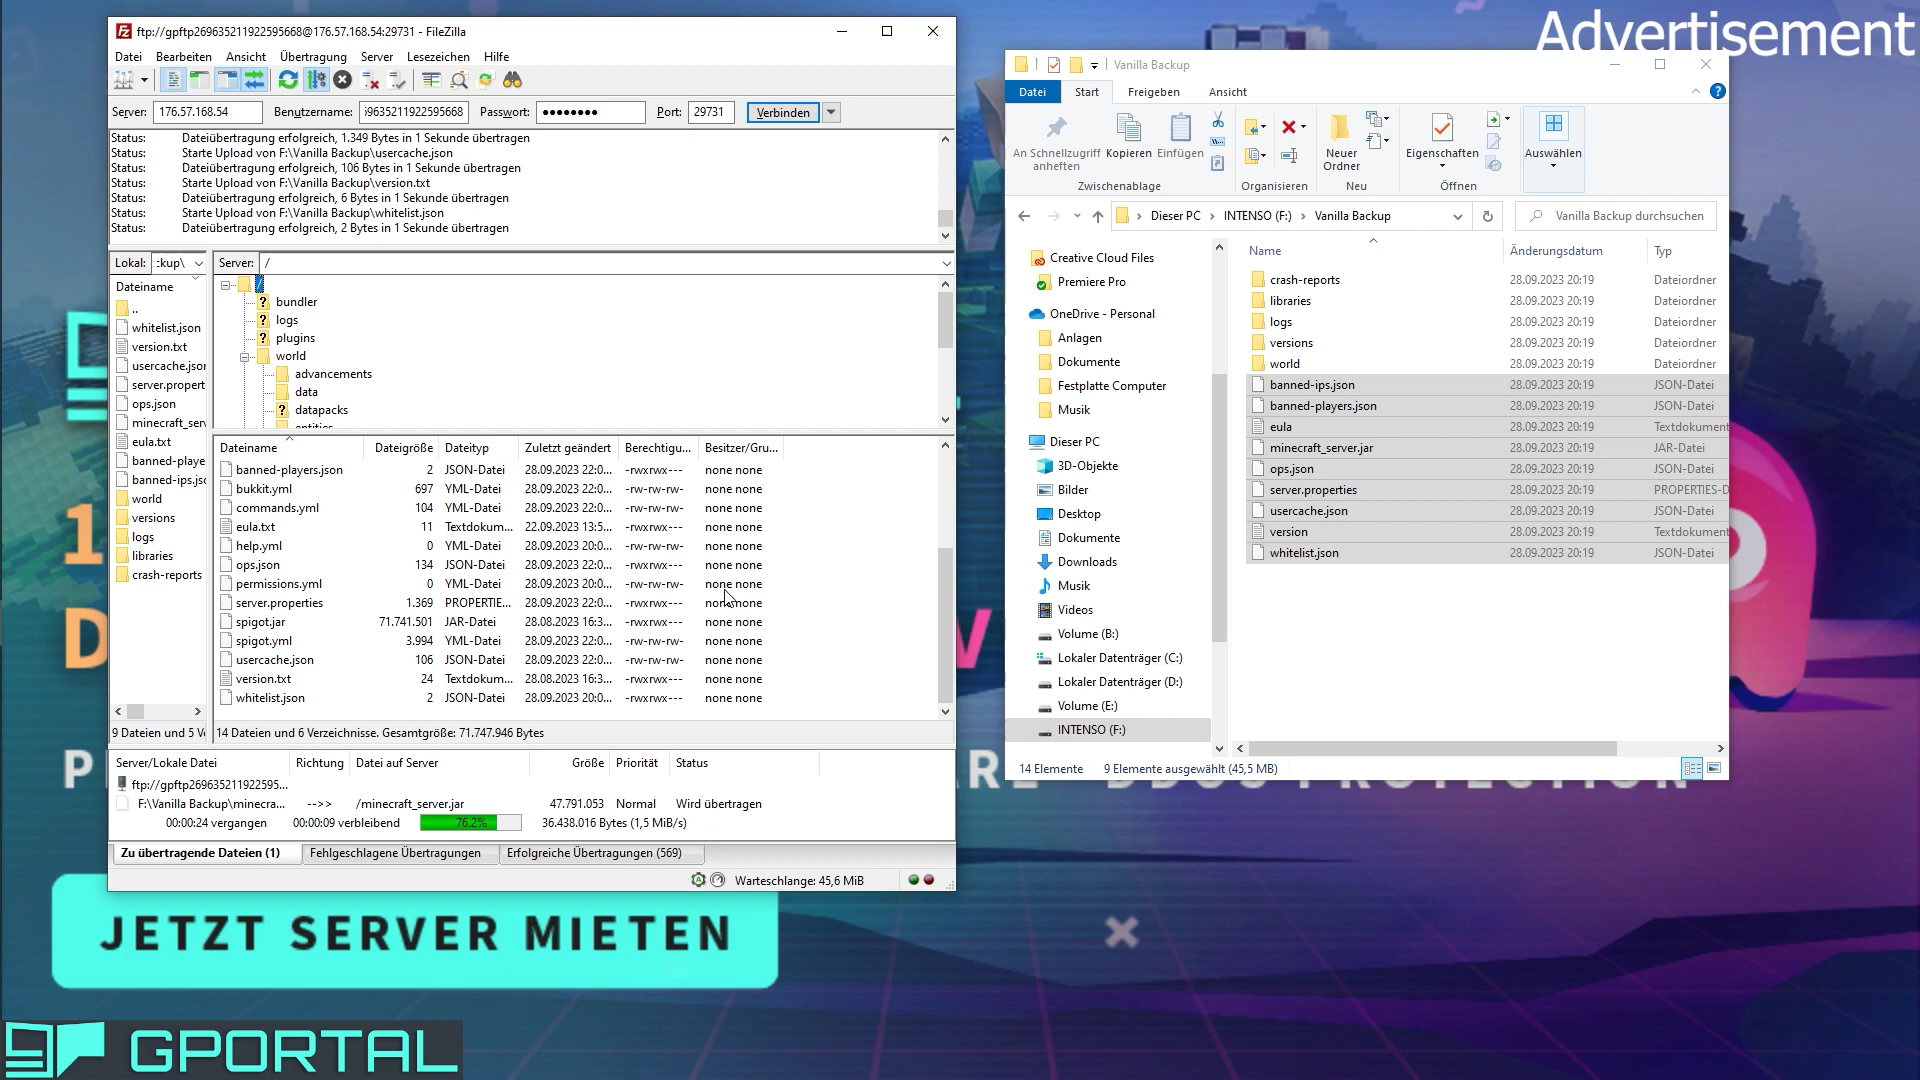 Advertisement
ftp://gpftp269635211922595668@176.57.168.54:29731 - FileZilla
Datei Bearbeiten Ansicht Übertragung Server Lesezeichen Hilfe
Server: 176.57.168.54 Benutzername: 9635211922595668 Passwort: ●●●●●●●● Port: 29731 Verbinden
Status: Dateiübertragung erfolgreich, 1.349 Bytes in 1 Sekunde übertragen
Status: Starte Upload von F:\Vanilla Backup\usercache.json
Status: Dateiübertragung erfolgreich, 106 Bytes in 1 Sekunde übertragen
Status: Starte Upload von F:\Vanilla Backup\version.txt
Status: Dateiübertragung erfolgreich, 6 Bytes in 1 Sekunde übertragen
Status: Starte Upload von F:\Vanilla Backup\whitelist.json
Status: Dateiübertragung erfolgreich, 2 Bytes in 1 Sekunde übertragen
Lokal: :kup\ Server: /
Dateiname
..
whitelist.json
version.txt
usercache.jso
server.propert
ops.json
minecraft_serv
eula.txt
banned-playe
banned-ips.jso
world
versions
logs
libraries
crash-reports
9 Dateien und 5 V
/
bundler
logs
plugins
world
advancements
data
datapacks
entities
Dateiname Dateigröße Dateityp Zuletzt geändert Berechtigu... Besitzer/Gru...
banned-players.json 2 JSON-Datei 28.09.2023 22:0... -rwxrwx--- none none
bukkit.yml 697 YML-Datei 28.09.2023 22:0... -rw-rw-rw- none none
commands.yml 104 YML-Datei 28.09.2023 22:0... -rw-rw-rw- none none
eula.txt 11 Textdokum... 22.09.2023 13:5... -rwxrwx--- none none
help.yml 0 YML-Datei 28.09.2023 20:0... -rw-rw-rw- none none
ops.json 134 JSON-Datei 28.09.2023 22:0... -rwxrwx--- none none
permissions.yml 0 YML-Datei 28.09.2023 20:0... -rw-rw-rw- none none
server.properties 1.369 PROPERTIE... 28.09.2023 22:0... -rwxrwx--- none none
spigot.jar 71.741.501 JAR-Datei 28.08.2023 16:3... -rwxrwx--- none none
spigot.yml 3.994 YML-Datei 28.09.2023 22:0... -rw-rw-rw- none none
usercache.json 106 JSON-Datei 28.09.2023 22:0... -rw-rw-rw- none none
version.txt 24 Textdokum... 28.08.2023 16:3... -rwxrwx--- none none
whitelist.json 2 JSON-Datei 28.09.2023 20:0... -rwxrwx--- none none
14 Dateien und 6 Verzeichnisse. Gesamtgröße: 71.747.946 Bytes
Server/Lokale Datei Richtung Datei auf Server Größe Priorität Status
ftp://gpftp269635211922595...
F:\Vanilla Backup\minecra... -->> /minecraft_server.jar 47.791.053 Normal Wird übertragen
00:00:24 vergangen 00:00:09 verbleibend 76.2% 36.438.016 Bytes (1,5 MiB/s)
Zu übertragende Dateien (1) Fehlgeschlagene Übertragungen Erfolgreiche Übertragungen (569)
Warteschlange: 45,6 MiB
Vanilla Backup
Datei Start Freigeben Ansicht
An Schnellzugriff anheften Kopieren Einfügen Neuer Ordner Eigenschaften Auswählen
Zwischenablage Organisieren Neu Öffnen
Dieser PC INTENSO (F:) Vanilla Backup Vanilla Backup durchsuchen
Creative Cloud Files
Premiere Pro
OneDrive - Personal
Anlagen
Dokumente
Festplatte Computer
Musik
Dieser PC
3D-Objekte
Bilder
Desktop
Dokumente
Downloads
Musik
Videos
Volume (B:)
Lokaler Datenträger (C:)
Lokaler Datenträger (D:)
Volume (E:)
INTENSO (F:)
Name Änderungsdatum Typ
crash-reports 28.09.2023 20:19 Dateiordner
libraries 28.09.2023 20:19 Dateiordner
logs 28.09.2023 20:19 Dateiordner
versions 28.09.2023 20:19 Dateiordner
world 28.09.2023 20:19 Dateiordner
banned-ips.json 28.09.2023 20:19 JSON-Datei
banned-players.json 28.09.2023 20:19 JSON-Datei
eula 28.09.2023 20:19 Textdokument
minecraft_server.jar 28.09.2023 20:19 JAR-Datei
ops.json 28.09.2023 20:19 JSON-Datei
server.properties 28.09.2023 20:19 PROPERTIES-D
usercache.json 28.09.2023 20:19 JSON-Datei
version 28.09.2023 20:19 Textdokument
whitelist.json 28.09.2023 20:19 JSON-Datei
14 Elemente 9 Elemente ausgewählt (45,5 MB)
JETZT SERVER MIETEN
GPORTAL